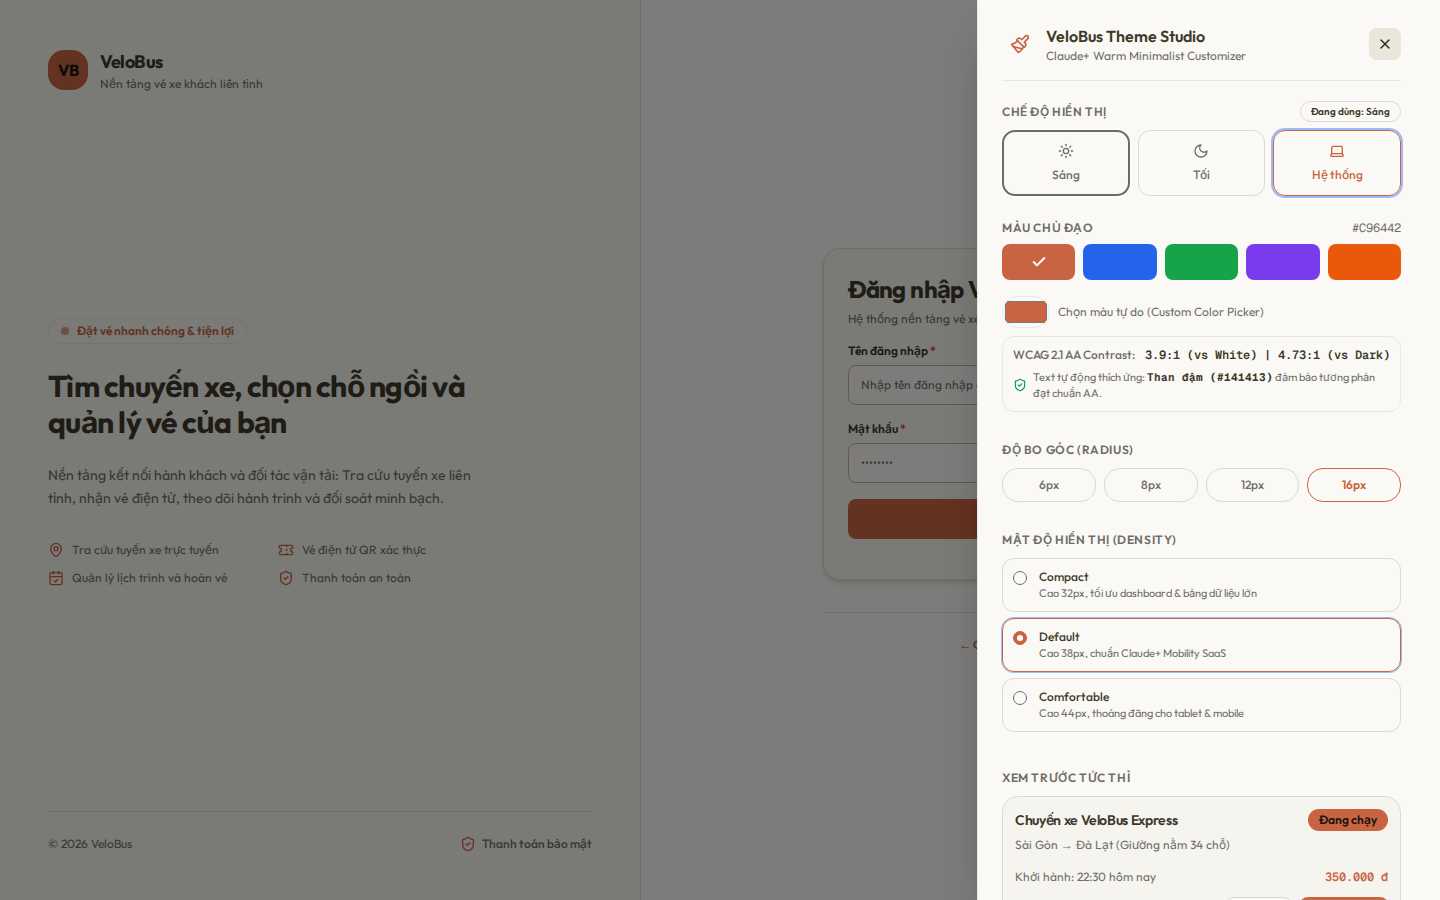 VB
VeloBus
Nền tảng vé xe khách liên tỉnh
Đặt vé nhanh chóng & tiện lợi
Tìm chuyến xe, chọn chỗ ngồi và
quản lý vé của bạn
Nền tảng kết nối hành khách và đối tác vận tải: Tra cứu tuyến xe liên
tỉnh, nhận vé điện tử, theo dõi hành trình và đối soát minh bạch.
Tra cứu tuyến xe trực tuyến
Vé điện tử QR xác thực
Quản lý lịch trình và hoàn vé
Thanh toán an toàn
© 2026 VeloBus
Thanh toán bảo mật
Đăng nhập V
Hệ thống nền tảng vé xe
Tên đăng nhập *
Nhập tên đăng nhập
Mật khẩu *
••••••••
←
VeloBus Theme Studio
Claude+ Warm Minimalist Customizer
CHẾ ĐỘ HIỂN THỊ
Đang dùng: Sáng
Sáng
Tối
Hệ thống
MÀU CHỦ ĐẠO
#C96442
Chọn màu tự do (Custom Color Picker)
WCAG 2.1 AA Contrast: 3.9:1 (vs White) | 4.73:1 (vs Dark)
Text tự động thích ứng: Than đậm (#141413) đảm bảo tương phản
đạt chuẩn AA.
ĐỘ BO GÓC (RADIUS)
6px
8px
12px
16px
MẬT ĐỘ HIỂN THỊ (DENSITY)
Compact
Cao 32px, tối ưu dashboard & bảng dữ liệu lớn
Default
Cao 38px, chuẩn Claude+ Mobility SaaS
Comfortable
Cao 44px, thoáng đãng cho tablet & mobile
XEM TRƯỚC TỨC THÌ
Chuyến xe VeloBus Express
Đang chạy
Sài Gòn → Đà Lạt (Giường nằm 34 chỗ)
Khởi hành: 22:30 hôm nay
350.000 đ